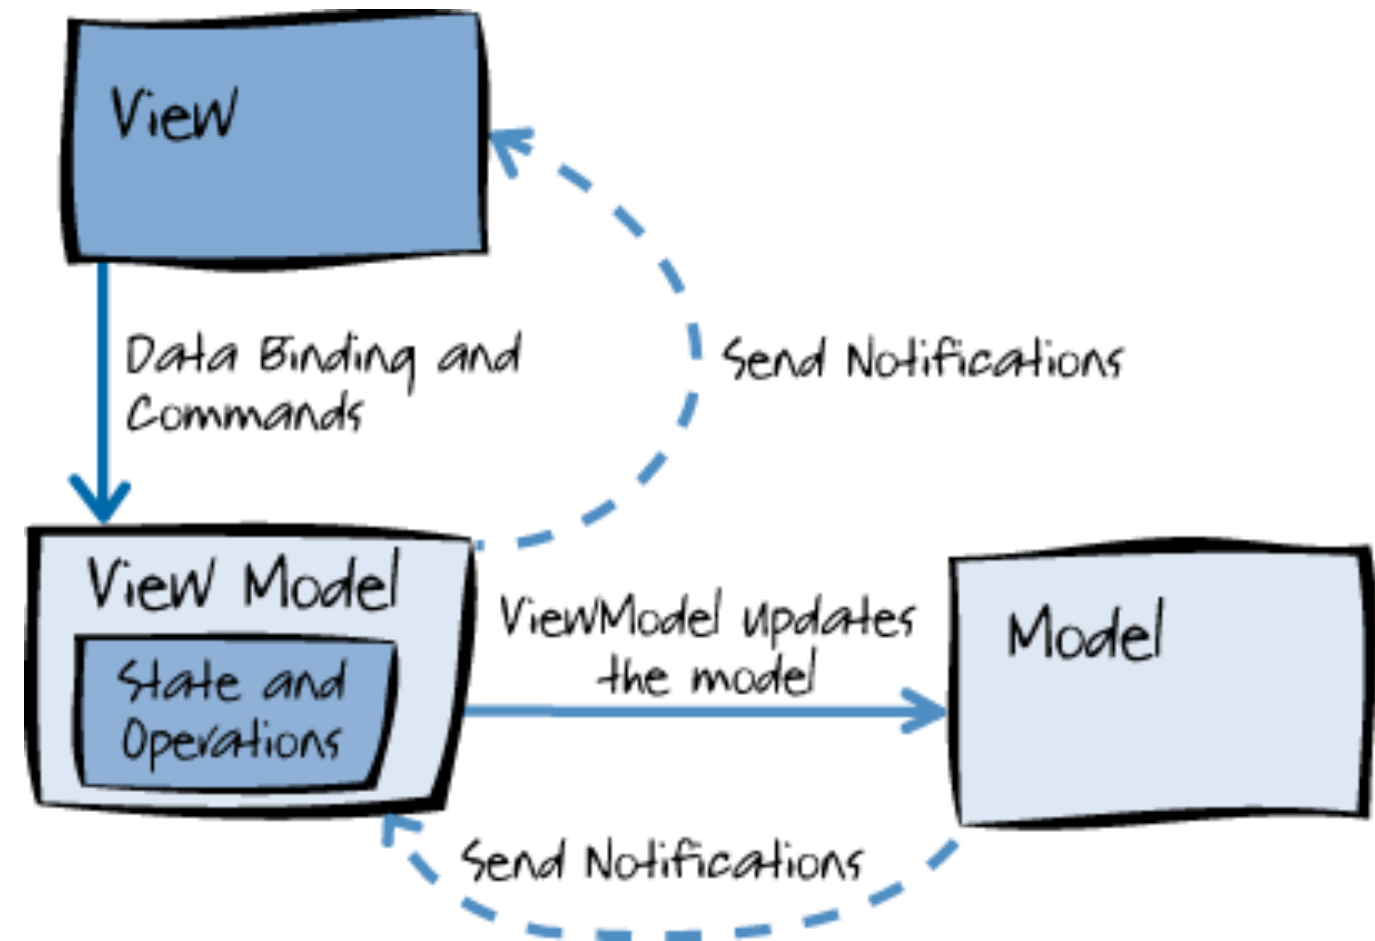 View
Data Binding and
Commands
Send Notifications
View Model
State and
Operations
ViewModel updates
the model
Model
Send Notifications